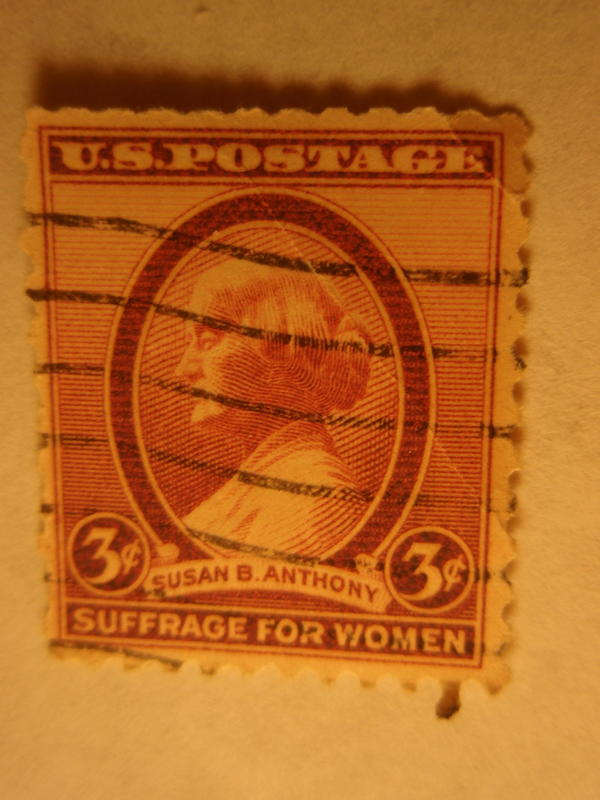 U.S.POSTAGE
3¢ 3¢
SUSAN B. ANTHONY
SUFFRAGE FOR WOMEN